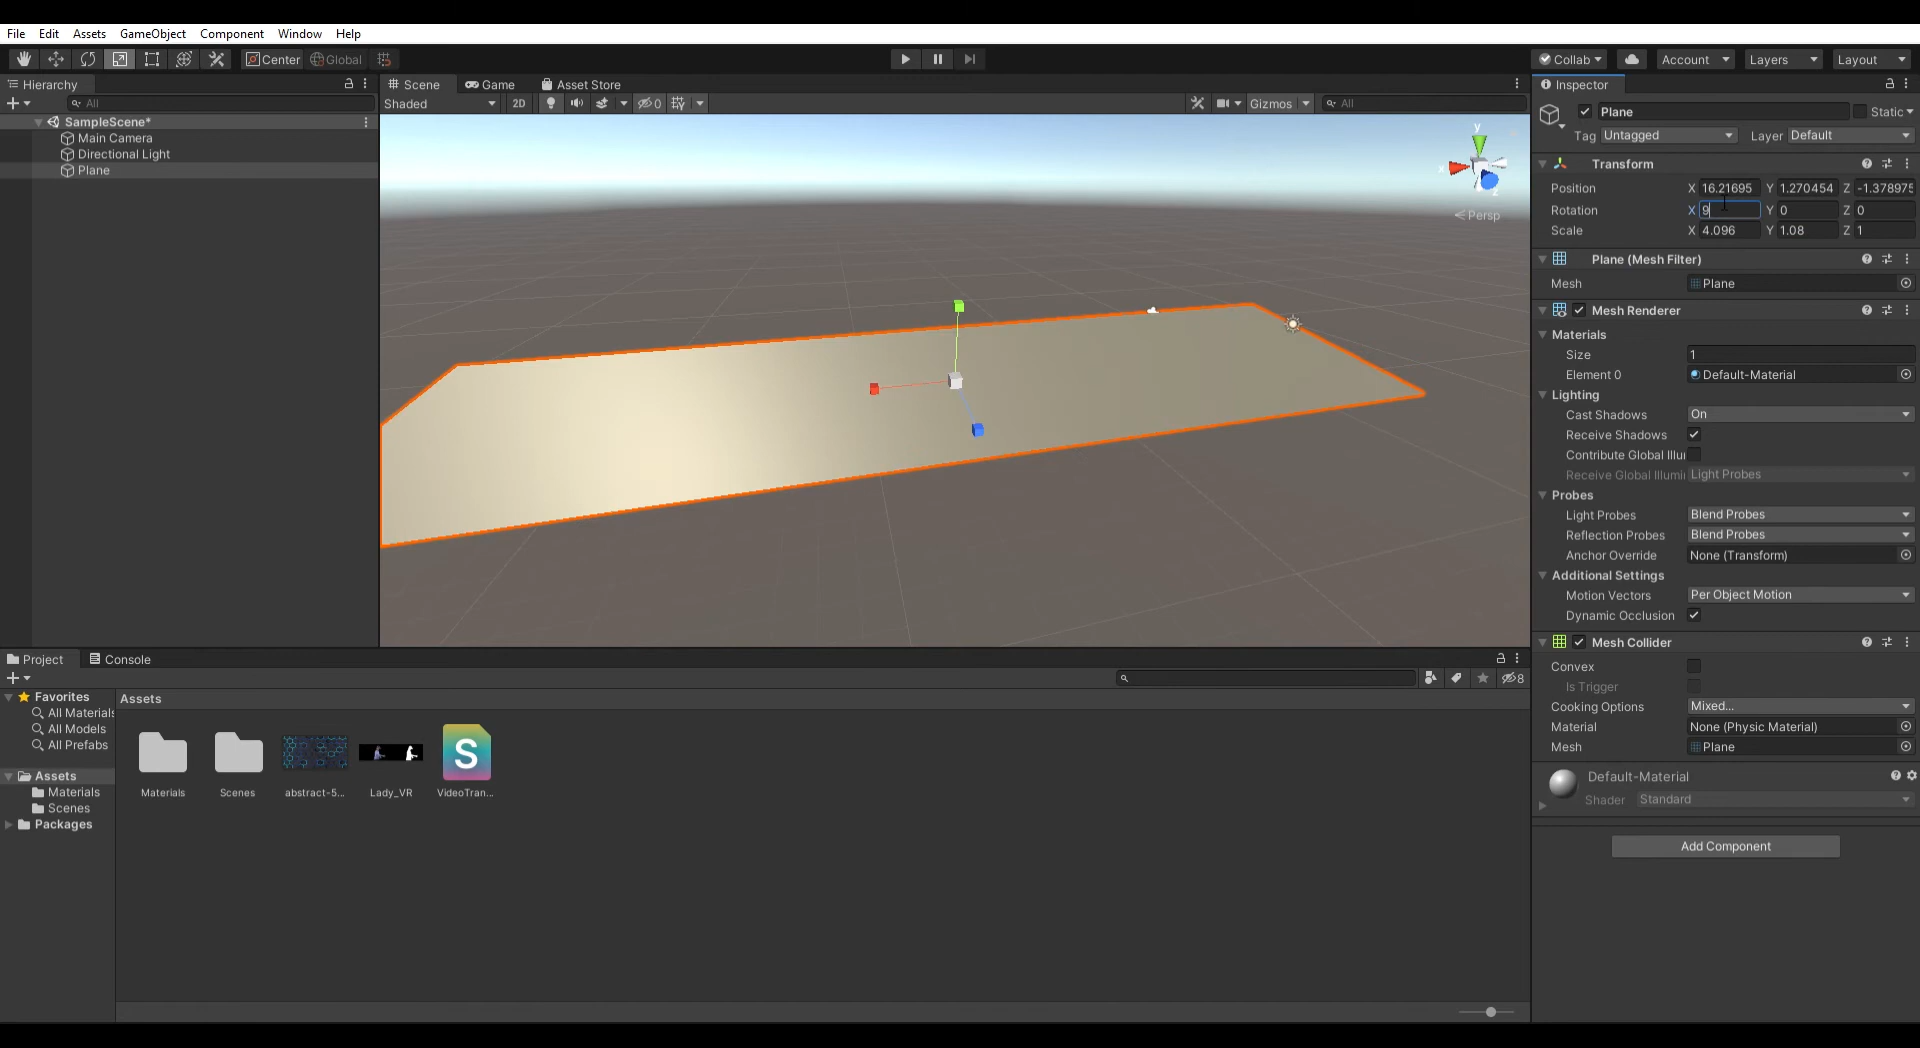 File Edit Assets GameObject Component Window Help
Center Global Collab Account Layers Layout
Hierarchy
All
SampleScene*
Main Camera
Directional Light
Plane
Scene Game Asset Store
Shaded 2D 0 Gizmos All
y
x
z
Persp
Inspector
Plane Static
Tag Untagged Layer Default
Transform
Position X 16.21695 Y 1.270454 Z -1.378975
Rotation X 9 Y 0 Z 0
Scale X 4.096 Y 1.08 Z 1
Plane (Mesh Filter)
Mesh Plane
Mesh Renderer
Materials
Size 1
Element 0 Default-Material
Lighting
Cast Shadows On
Receive Shadows
Contribute Global Illu
Receive Global Illumi Light Probes
Probes
Light Probes Blend Probes
Reflection Probes Blend Probes
Anchor Override None (Transform)
Additional Settings
Motion Vectors Per Object Motion
Dynamic Occlusion
Mesh Collider
Convex
Is Trigger
Cooking Options Mixed...
Material None (Physic Material)
Mesh Plane
Default-Material
Shader Standard
Add Component
Project Console
8
Favorites
All Materials
All Models
All Prefabs
Assets
Materials
Scenes
Packages
Assets
S
Materials Scenes abstract-5... Lady_VR VideoTran...